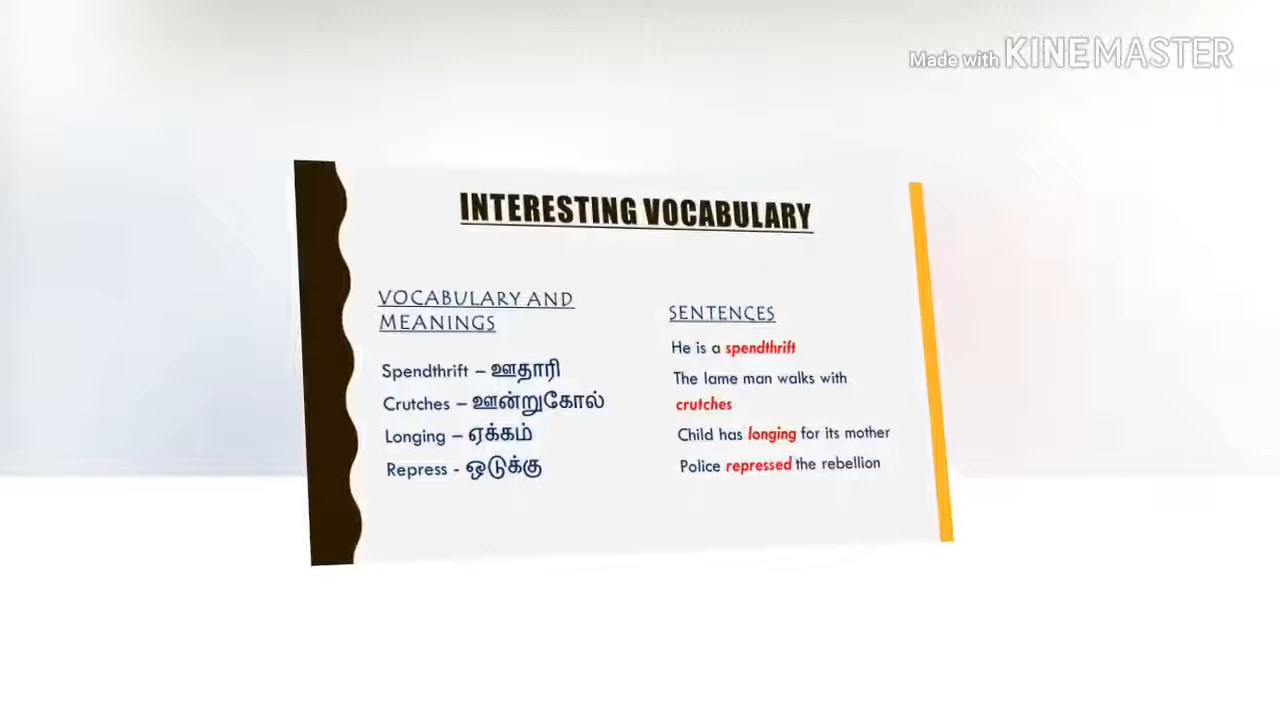 Made with KINEMASTER
INTERESTING VOCABULARY
VOCABULARY AND
MEANINGS
Spendthrift – ஊதாரி
Crutches – ஊன்றுகோல்
Longing – ஏக்கம்
Repress - ஒடுக்கு
SENTENCES
He is a spendthrift
The lame man walks with
crutches
Child has longing for its mother
Police repressed the rebellion